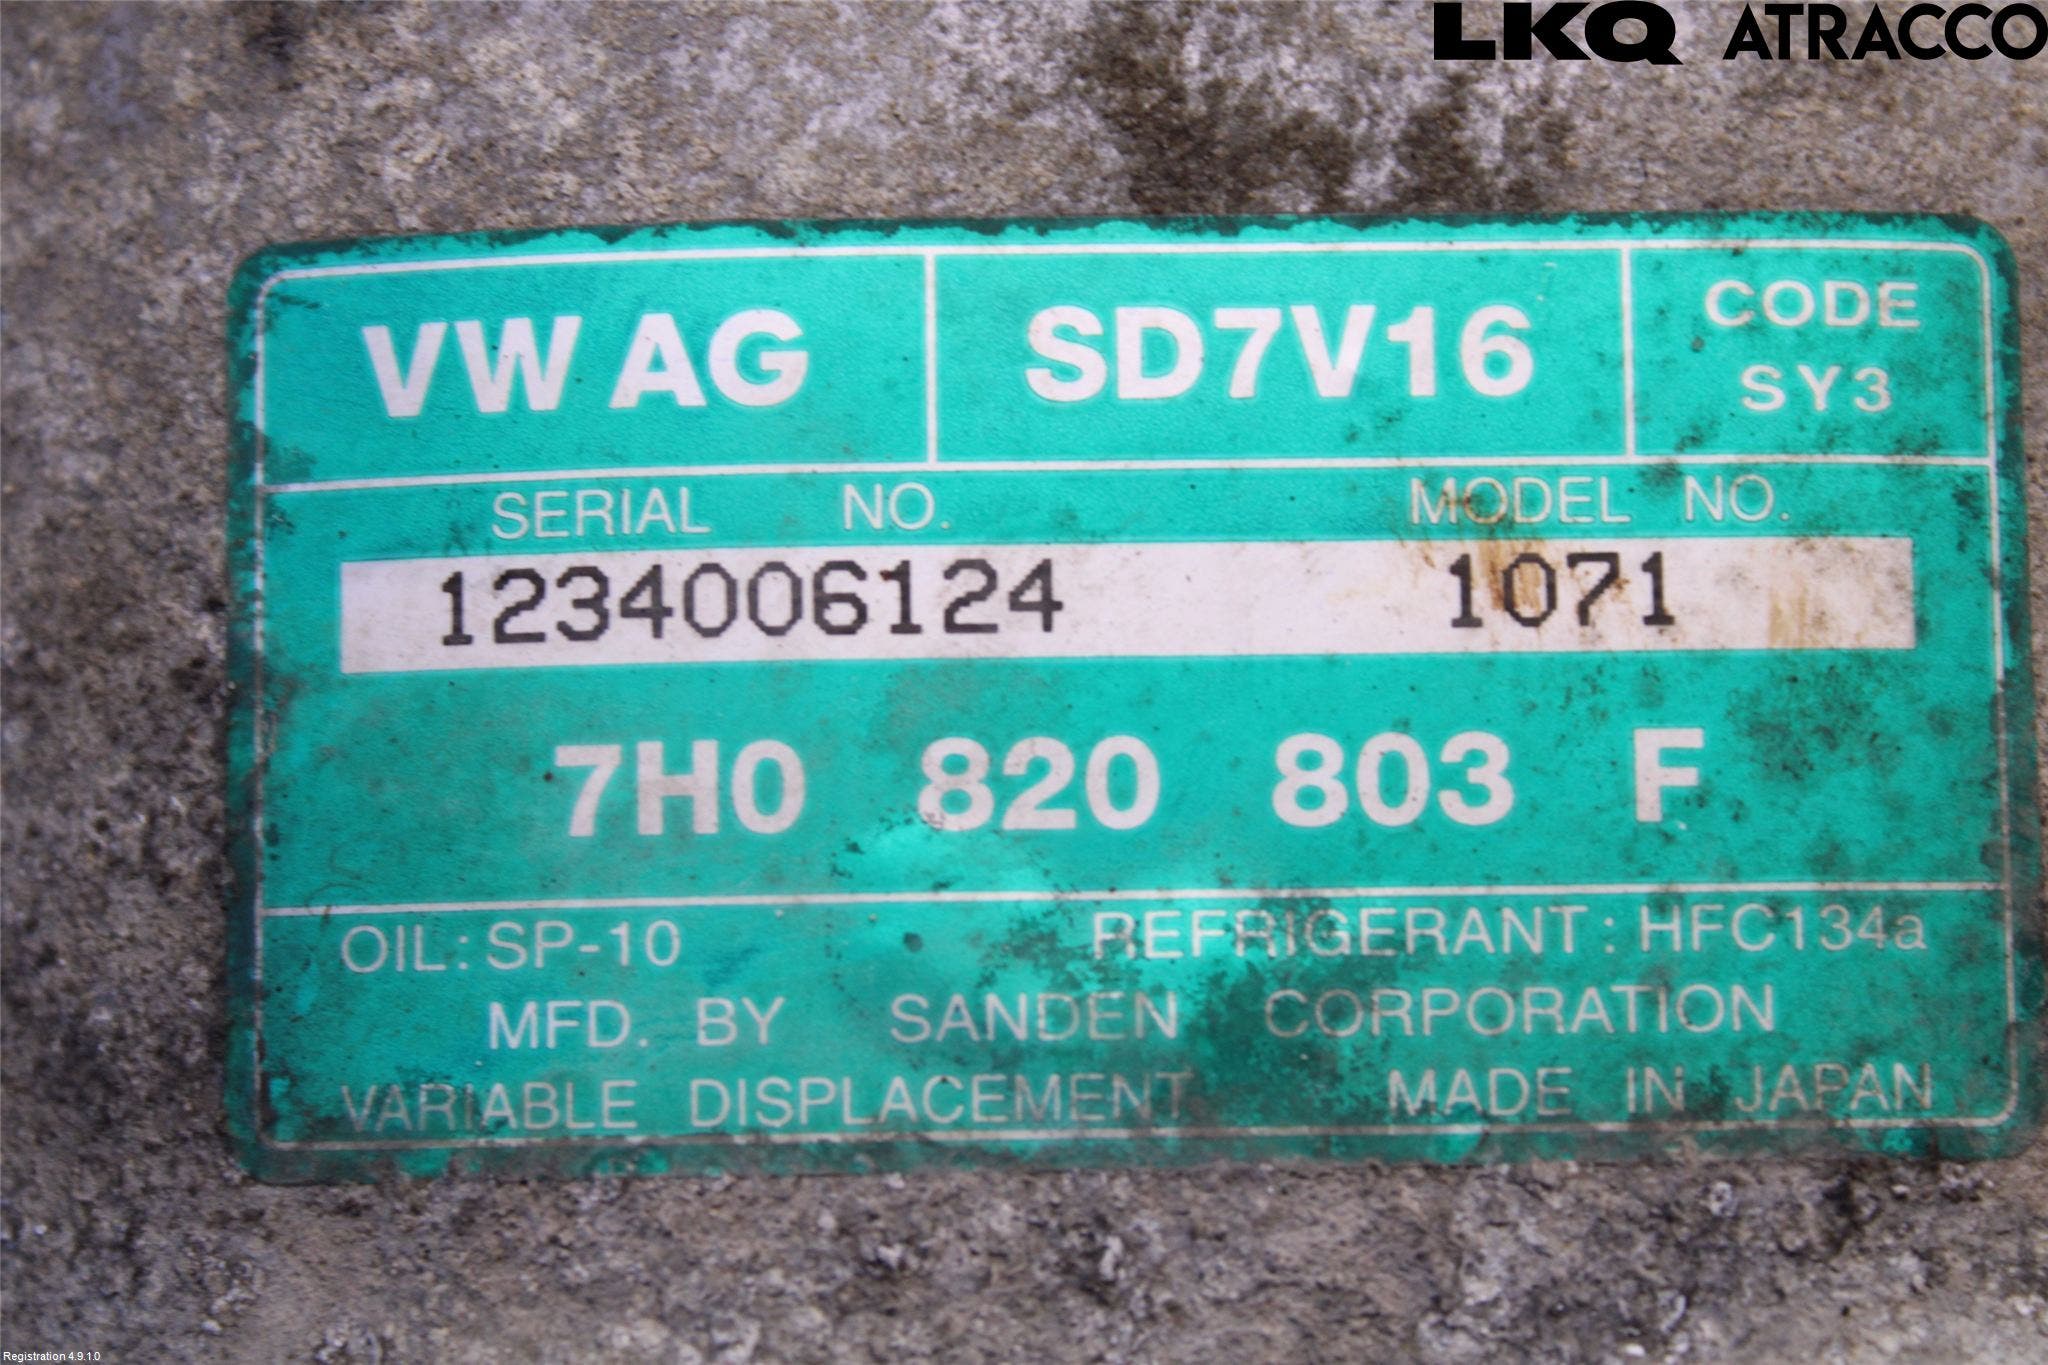 LKQ ATRACCO
VW AG SD7V16 CODE
SY3
SERIAL NO. MODEL NO.
1234006124 1071
7H0 820 803 F
OIL: SP-10 REFRIGERANT: HFC134a
MFD. BY SANDEN CORPORATION
VARIABLE DISPLACEMENT MADE IN JAPAN
Registration 4.9.1.0